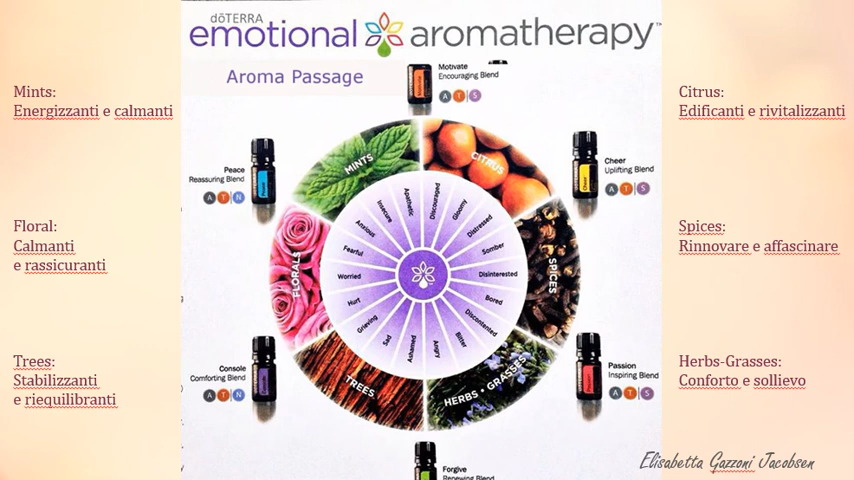 dōTERRA
emotional aromatherapy™
Aroma Passage
Mints:
Energizzanti e calmanti
Floral:
Calmanti
e rassicuranti
Trees:
Stabilizzanti
e riequilibranti
Motivate
Encouraging Blend
A T S
Peace
Reassuring Blend
A T N
Cheer
Uplifting Blend
A T S
MINTS
CITRUS
SPICES
HERBS • GRASSES
TREES
FLORALS
Discouraged
Gloomy
Distressed
Somber
Disinterested
Bored
Discontented
Bitter
Angry
Ashamed
Sad
Grieving
Hurt
Worried
Fearful
Anxious
Insecure
Apathetic
Console
Comforting Blend
A T N
Passion
Inspiring Blend
A T S
Forgive
Renewing Blend
Citrus:
Edificanti e rivitalizzanti
Spices:
Rinnovare e affascinare
Herbs-Grasses:
Conforto e sollievo
Elisabetta Gazzoni Jacobsen